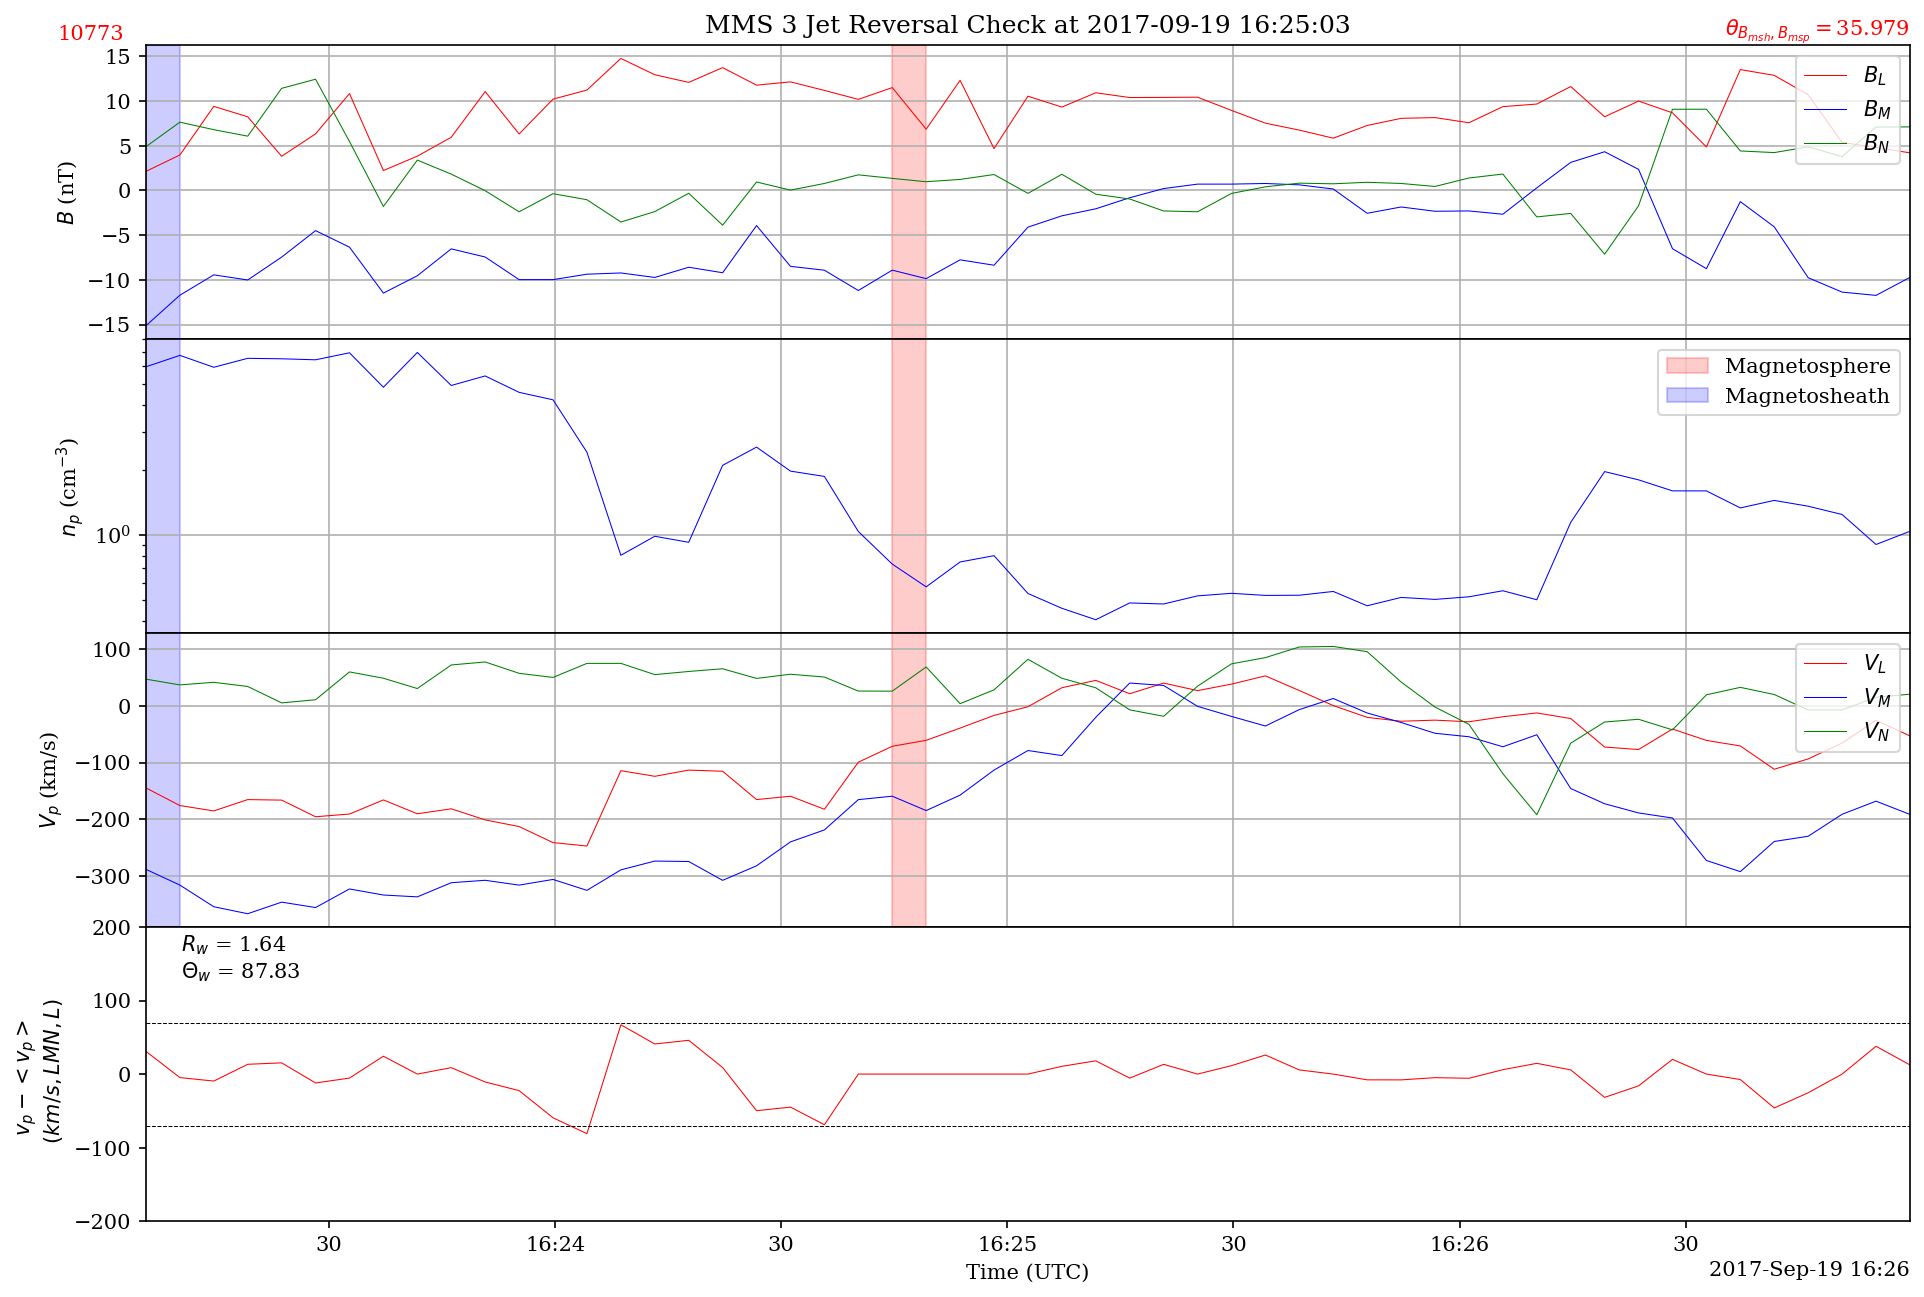 10773
MMS 3 Jet Reversal Check at 2017-09-19 16:25:03
θ_{B_{msh}, B_{msp}} = 35.979
15
10
5
0
−5
−10
−15
B (nT)
B_L
B_M
B_N
10^0
n_p (cm^{−3})
Magnetosphere
Magnetosheath
100
0
−100
−200
−300
V_p (km/s)
V_L
V_M
V_N
200
100
0
−100
−200
v_p − < v_p >
(km/s, LMN, L)
R_w = 1.64
Θ_w = 87.83
30
16:24
30
16:25
30
16:26
30
Time (UTC)
2017-Sep-19 16:26